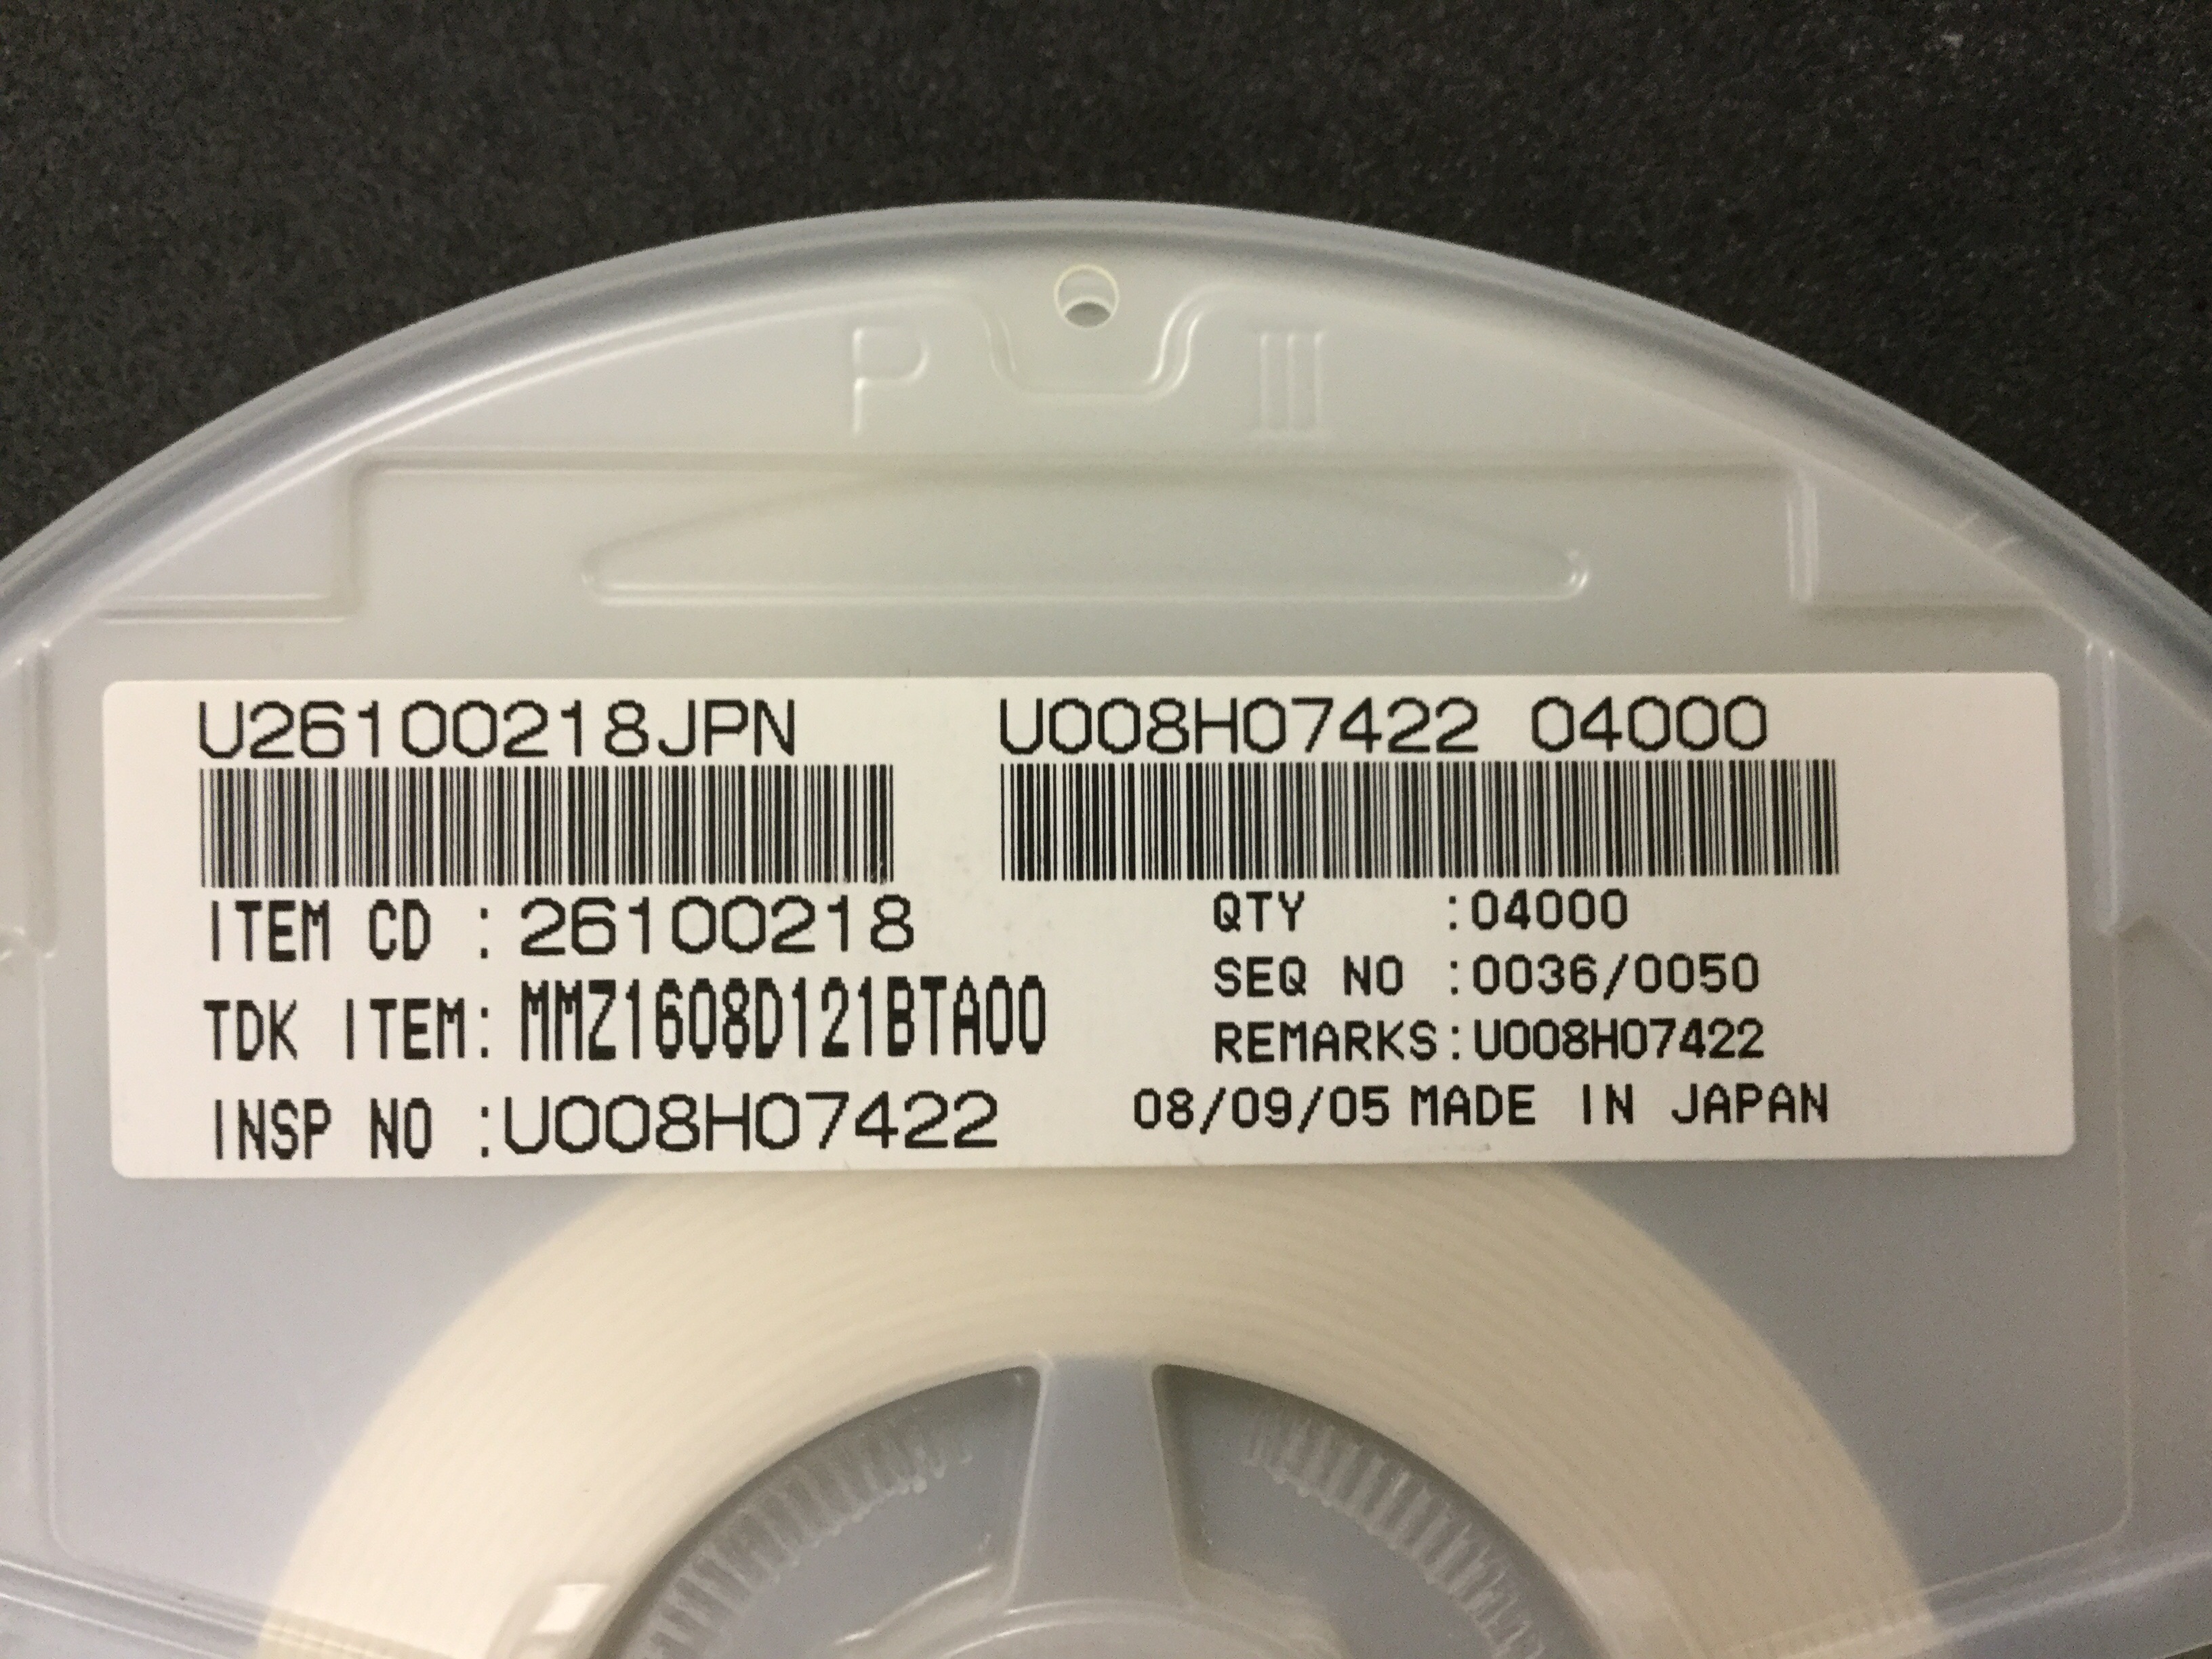 P III
U26100218JPN U008H07422 04000
ITEM CD : 26100218
TDK ITEM: MMZ1608D121BTA00
INSP NO :U008H07422
QTY :04000
SEQ NO :0036/0050
REMARKS:U008H07422
08/09/05 MADE IN JAPAN